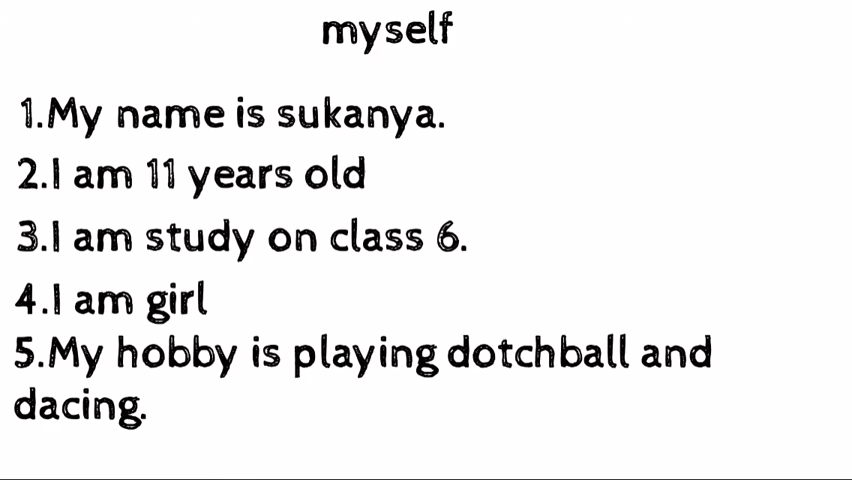 myself
1.My name is sukanya.
2.I am 11 years old
3.I am study on class 6.
4.I am girl
5.My hobby is playing dotchball and
dacing.